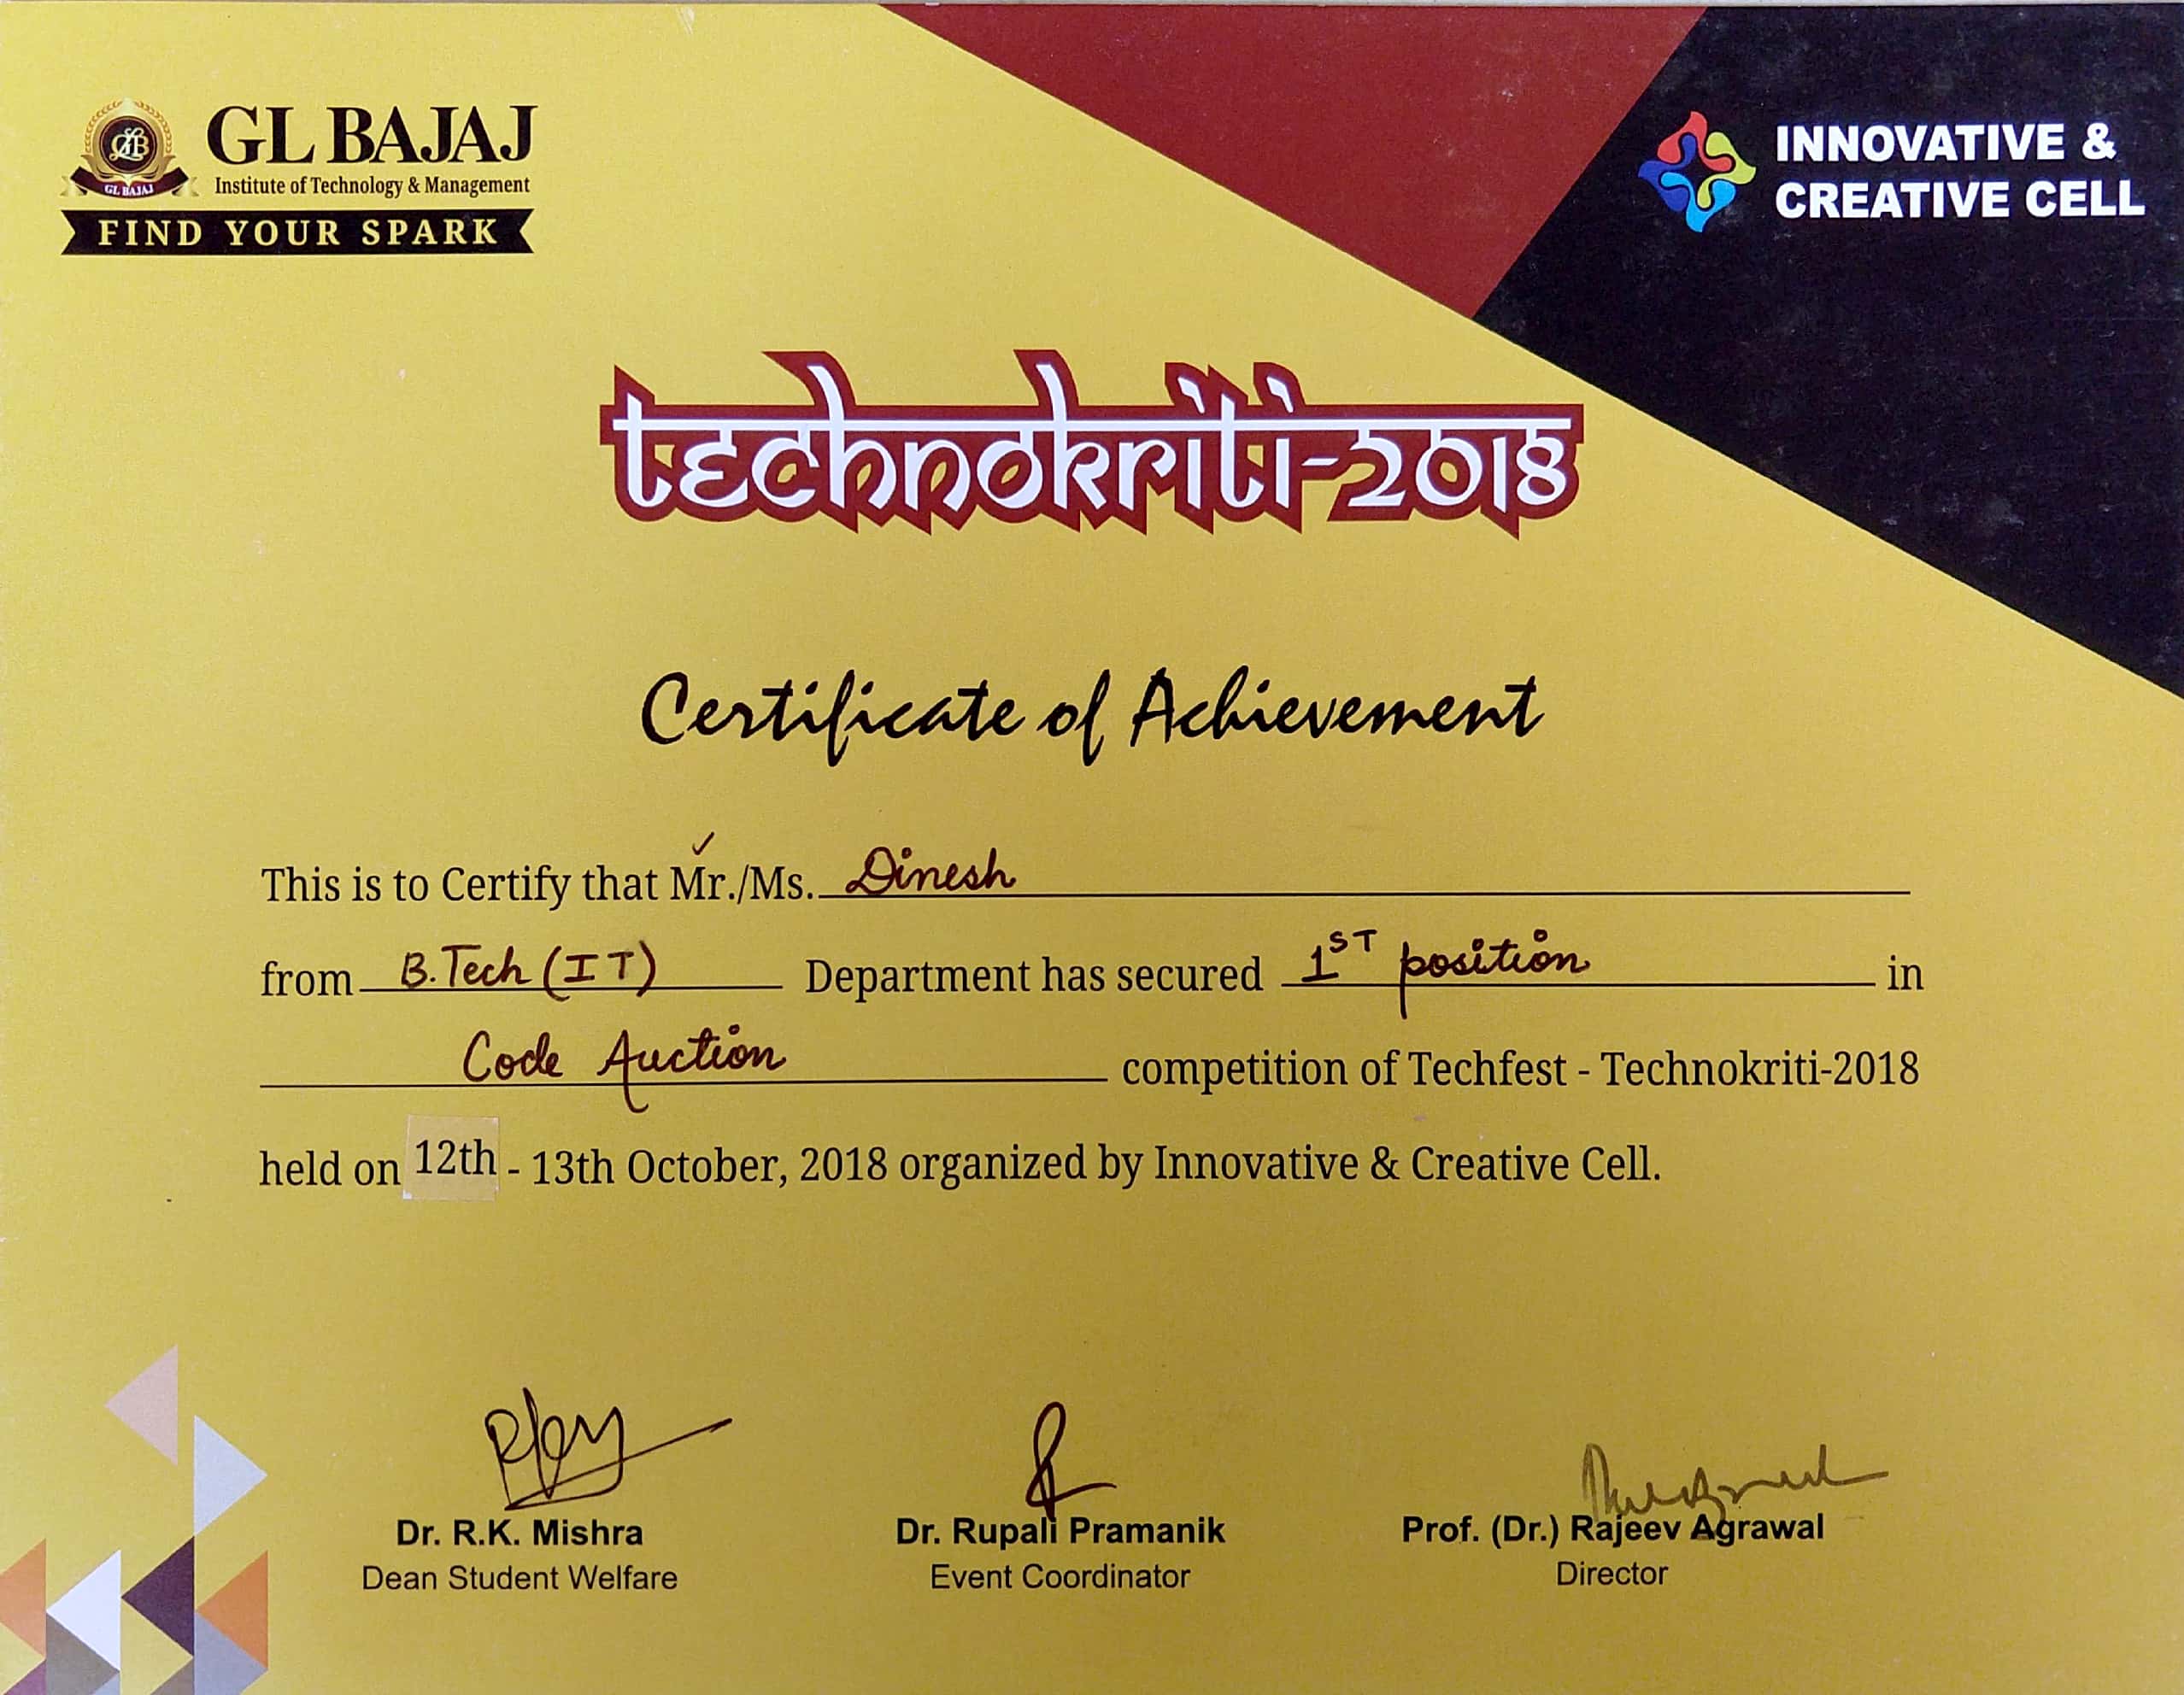 GL BAJAJ
Institute of Technology & Management
GL BAJAJ
FIND YOUR SPARK
INNOVATIVE &
CREATIVE CELL
technokriti-2018
Certificate of Achievement
This is to Certify that Mr./Ms. Dinesh
from B.Tech (IT) Department has secured 1ST position in
Code Auction competition of Techfest - Technokriti-2018
held on 12th - 13th October, 2018 organized by Innovative & Creative Cell.
Dr. R.K. Mishra
Dean Student Welfare
Dr. Rupali Pramanik
Event Coordinator
Prof. (Dr.) Rajeev Agrawal
Director